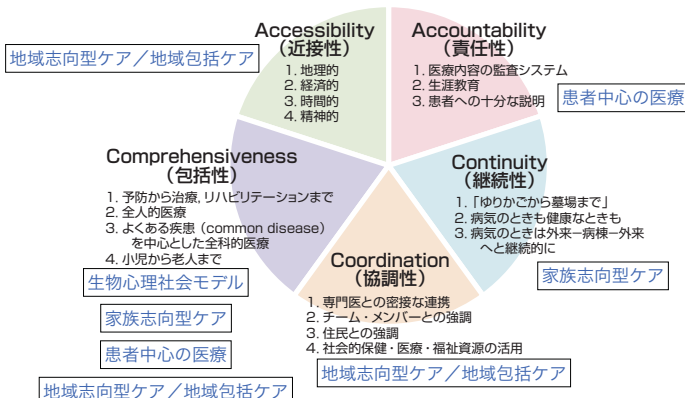 Accessibility
（近接性）
1. 地理的
2. 経済的
3. 時間的
4. 精神的
地域志向型ケア／地域包括ケア
Accountability
（責任性）
1. 医療内容の監査システム
2. 生涯教育
3. 患者への十分な説明
患者中心の医療
Comprehensiveness
（包括性）
1. 予防から治療，リハビリテーションまで
2. 全人的医療
3. よくある疾患（common disease）
を中心とした全科的医療
4. 小児から老人まで
生物心理社会モデル
家族志向型ケア
患者中心の医療
地域志向型ケア／地域包括ケア
Continuity
（継続性）
1. 「ゆりかごから墓場まで」
2. 病気のときも健康なときも
3. 病気のときは外来−病棟−外来
へと継続的に
家族志向型ケア
Coordination
（協調性）
1. 専門医との密接な連携
2. チーム・メンバーとの強調
3. 住民との強調
4. 社会的保健・医療・福祉資源の活用
地域志向型ケア／地域包括ケア